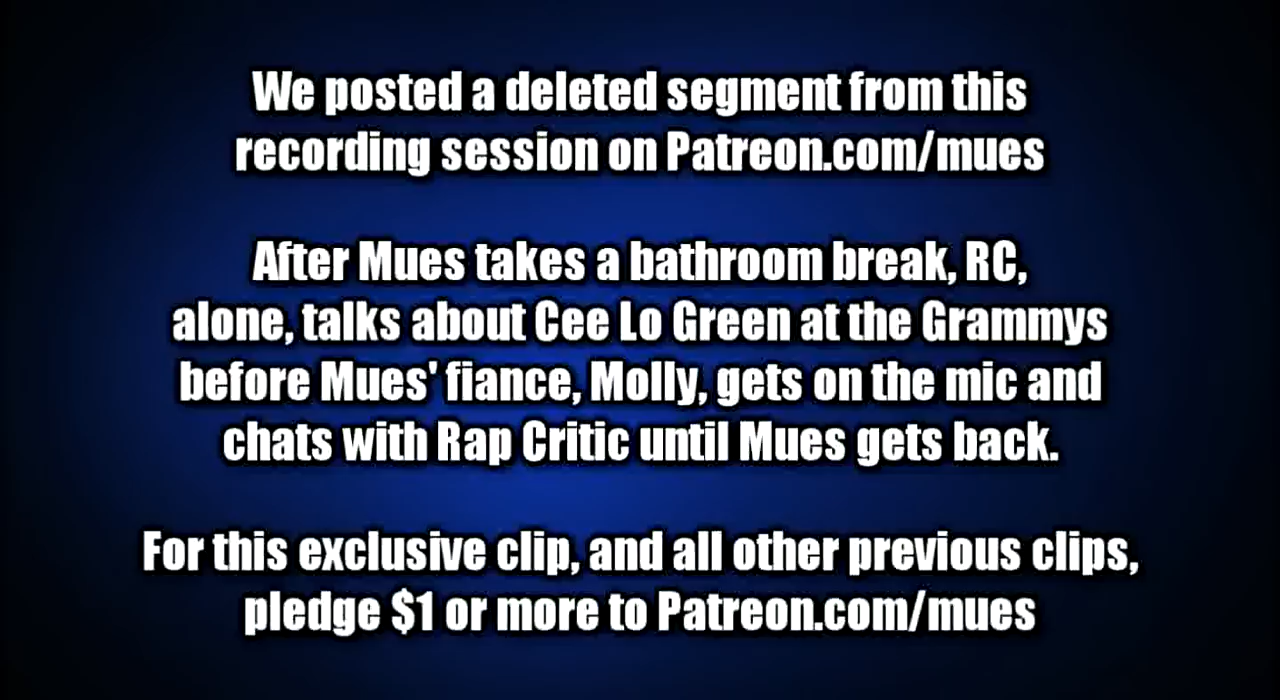 We posted a deleted segment from this
recording session on Patreon.com/mues
After Mues takes a bathroom break, RC,
alone, talks about Cee Lo Green at the Grammys
before Mues' fiance, Molly, gets on the mic and
chats with Rap Critic until Mues gets back.
For this exclusive clip, and all other previous clips,
pledge $1 or more to Patreon.com/mues